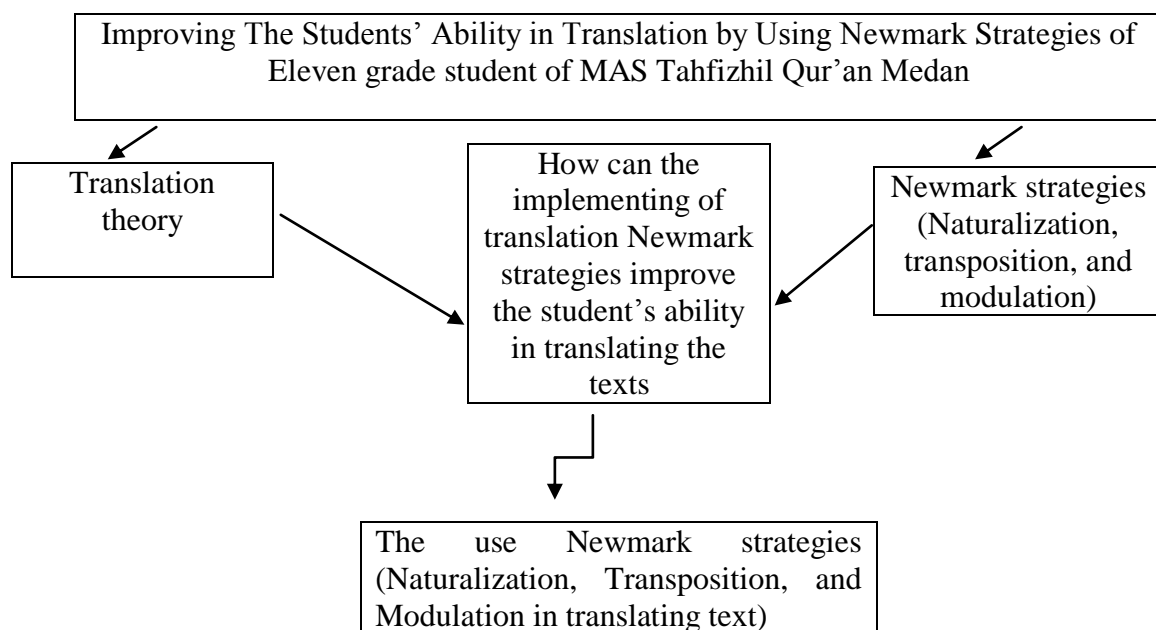 Improving The Students’ Ability in Translation by Using Newmark Strategies of
Eleven grade student of MAS Tahfizhil Qur’an Medan
Translation
theory
How can the
implementing of
translation Newmark
strategies improve
the student’s ability
in translating the
texts
Newmark strategies
(Naturalization,
transposition, and
modulation)
The use Newmark strategies
(Naturalization, Transposition, and
Modulation in translating text)